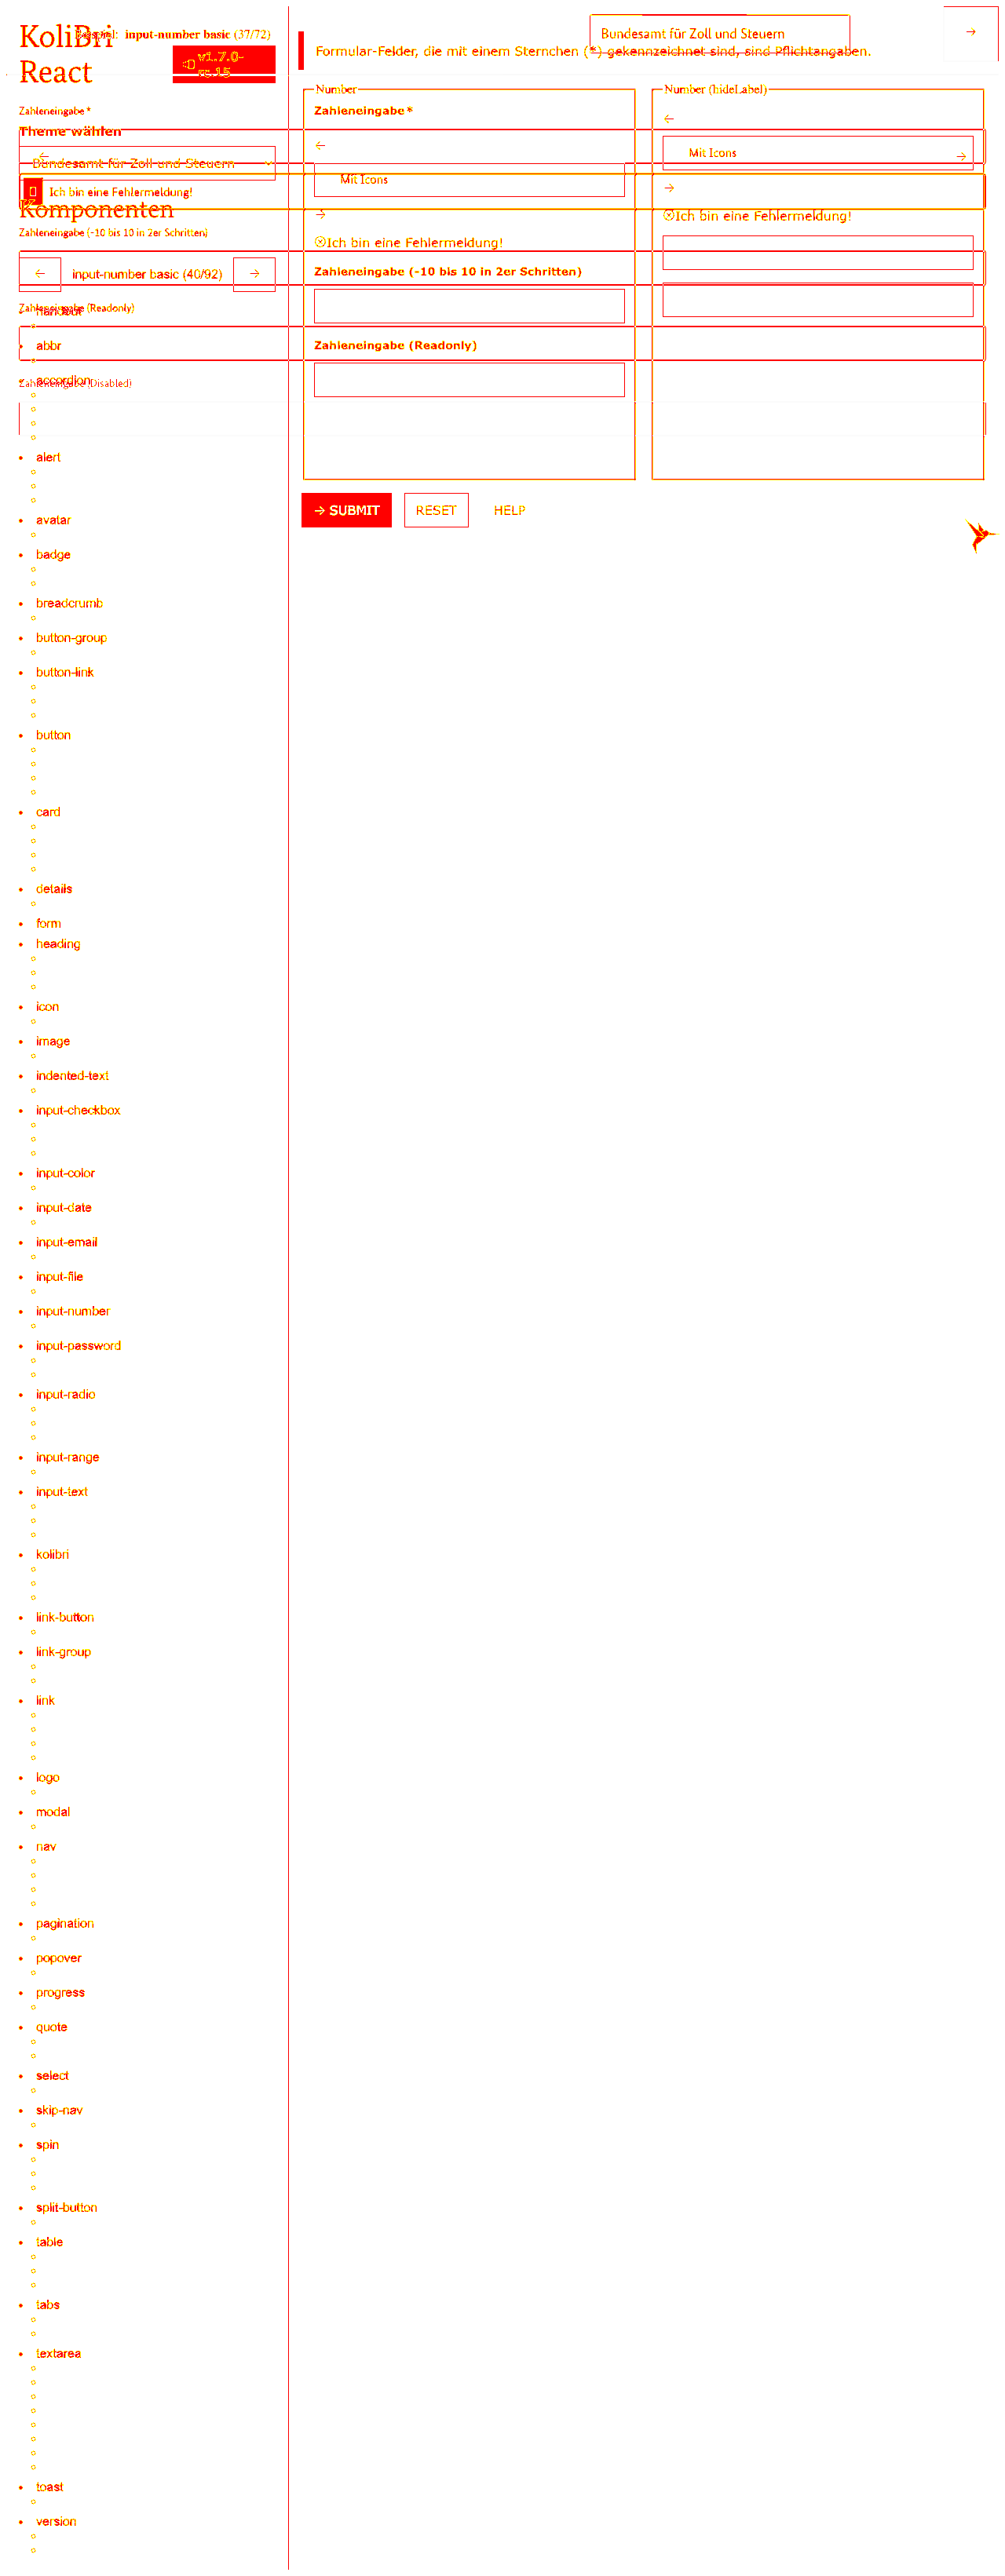 KoliBri
React
Beispiel: input-number basic (37/72)
v1.7.0-
rc.15
Bundesamt für Zoll und Steuern
→
Formular-Felder, die mit einem Sternchen (*) gekennzeichnet sind, sind Pflichtangaben.
Zahleneingabe *
Theme wählen
←
Bundesamt für Zoll und Steuern
Ich bin eine Fehlermeldung!
Komponenten
Zahleneingabe (-10 bis 10 in 2er Schritten)
← input-number basic (40/92) →
Zahleneingabe (Readonly)
handout
abbr
accordion
Zahleneingabe (Disabled)
alert
avatar
badge
breadcrumb
button-group
button-link
button
card
details
form
heading
icon
image
indented-text
input-checkbox
input-color
input-date
input-email
input-file
input-number
input-password
input-radio
input-range
input-text
kolibri
link-button
link-group
link
logo
modal
nav
pagination
popover
progress
quote
select
skip-nav
spin
split-button
table
tabs
textarea
toast
version
Number
Zahleneingabe *
←
Mit Icons
→
Ich bin eine Fehlermeldung!
Zahleneingabe (-10 bis 10 in 2er Schritten)
Zahleneingabe (Readonly)
Number (hideLabel)
←
Mit Icons →
→
Ich bin eine Fehlermeldung!
→ SUBMIT RESET HELP